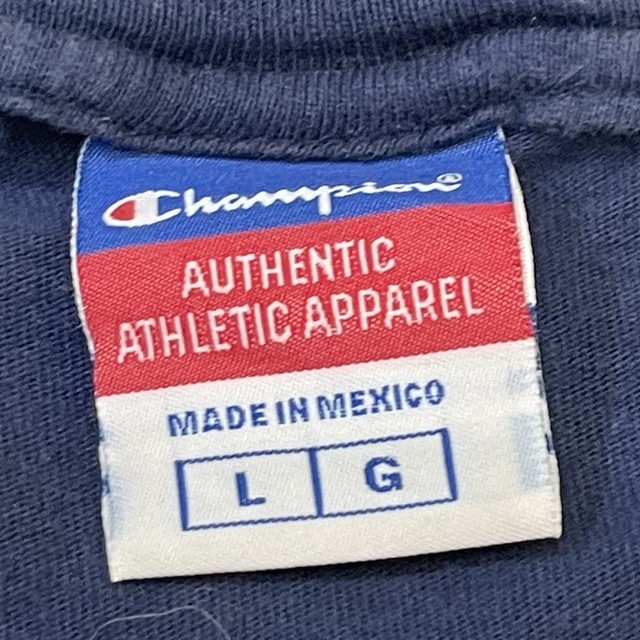 Champion®
AUTHENTIC
ATHLETIC APPAREL
MADE IN MEXICO
L G